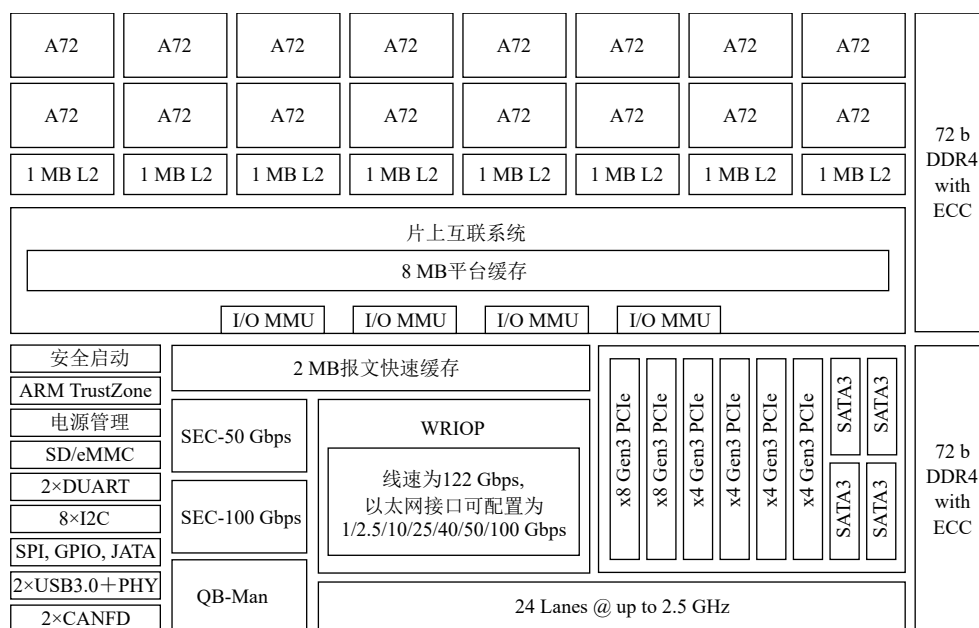 A72 A72 A72 A72 A72 A72 A72 A72
A72 A72 A72 A72 A72 A72 A72 A72
1 MB L2 1 MB L2 1 MB L2 1 MB L2 1 MB L2 1 MB L2 1 MB L2 1 MB L2
72 b
DDR4
with
ECC
片上互联系统
8 MB平台缓存
I/O MMU I/O MMU I/O MMU I/O MMU
安全启动
ARM TrustZone
电源管理
SD/eMMC
2×DUART
8×I2C
SPI, GPIO, JATA
2×USB3.0+PHY
2×CANFD
2 MB报文快速缓存
SEC-50 Gbps
SEC-100 Gbps
QB-Man
WRIOP
线速为122 Gbps,
以太网接口可配置为
1/2.5/10/25/40/50/100 Gbps
x8 Gen3 PCIe
x8 Gen3 PCIe
x4 Gen3 PCIe
x4 Gen3 PCIe
x4 Gen3 PCIe
x4 Gen3 PCIe
SATA3
SATA3
SATA3
SATA3
24 Lanes @ up to 2.5 GHz
72 b
DDR4
with
ECC